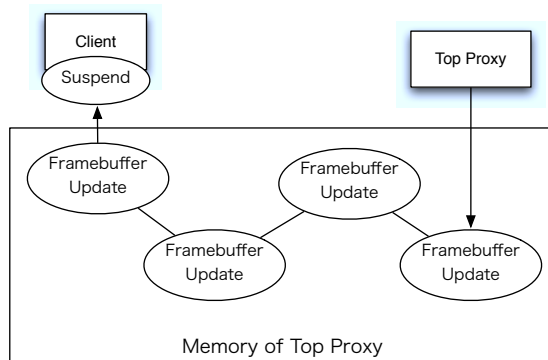 Client
Suspend
Top Proxy
Framebuffer
Update
Framebuffer
Update
Framebuffer
Update
Framebuffer
Update
Memory of Top Proxy